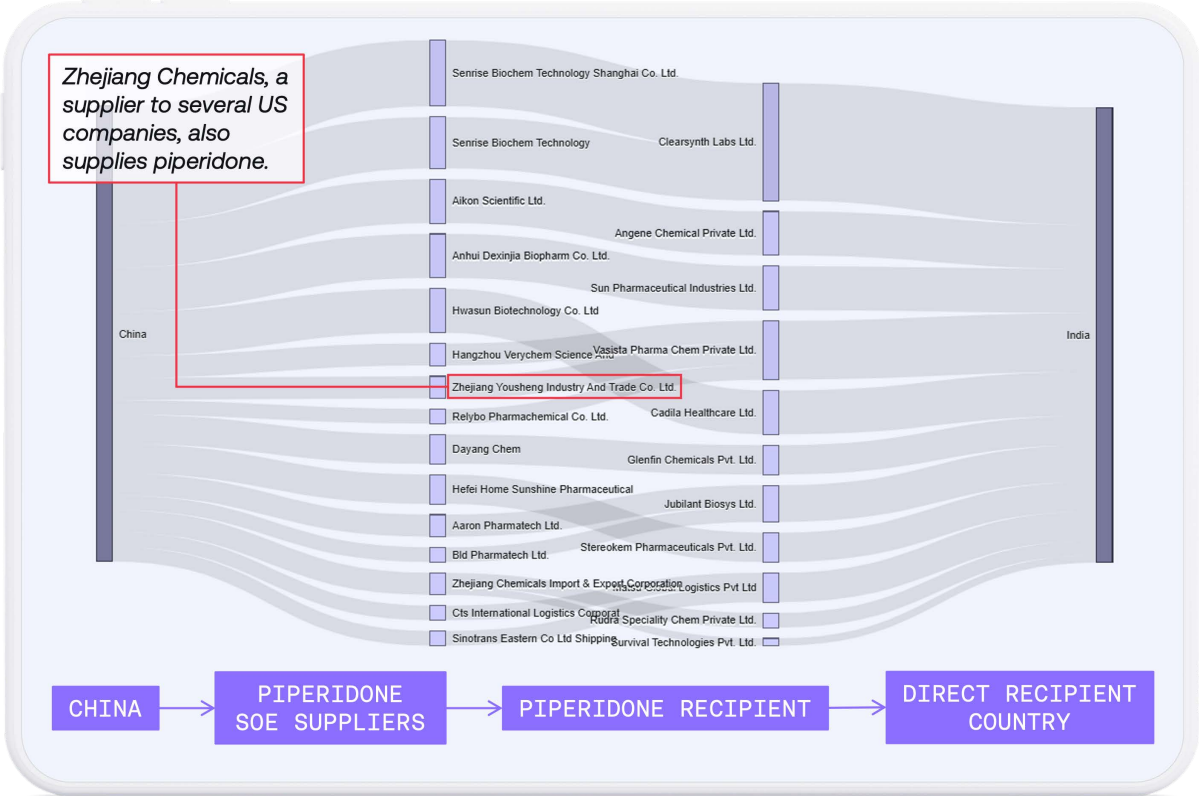 Zhejiang Chemicals, a
supplier to several US
companies, also
supplies piperidone.
China
Senrise Biochem Technology Shanghai Co. Ltd.
Senrise Biochem Technology
Aikon Scientific Ltd.
Anhui Dexinjia Biopharm Co. Ltd.
Hwasun Biotechnology Co. Ltd
Hangzhou Verychem Science And
Zhejiang Yousheng Industry And Trade Co. Ltd.
Relybo Pharmachemical Co. Ltd.
Dayang Chem
Hefei Home Sunshine Pharmaceutical
Aaron Pharmatech Ltd.
Bld Pharmatech Ltd.
Zhejiang Chemicals Import & Export Corporation
Cts International Logistics Corporat
Sinotrans Eastern Co Ltd Shipping
Clearsynth Labs Ltd.
Angene Chemical Private Ltd.
Sun Pharmaceutical Industries Ltd.
Vasista Pharma Chem Private Ltd.
Cadila Healthcare Ltd.
Glenfin Chemicals Pvt. Ltd.
Jubilant Biosys Ltd.
Stereokem Pharmaceuticals Pvt. Ltd.
Logistics Pvt Ltd
Rudra Speciality Chem Private Ltd.
Survival Technologies Pvt. Ltd.
India
CHINA
PIPERIDONE
SOE SUPPLIERS
PIPERIDONE RECIPIENT
DIRECT RECIPIENT
COUNTRY